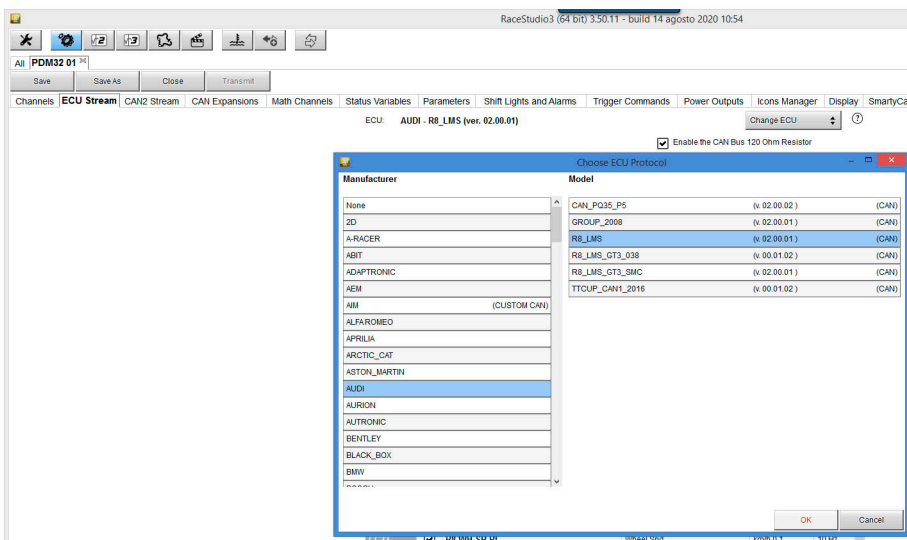 RaceStudio3 (64 bit) 3.50.11 - build 14 agosto 2020 10:54
All PDM32 01
Save Save As Close Transmit
Channels ECU Stream CAN2 Stream CAN Expansions Math Channels Status Variables Parameters Shift Lights and Alarms Trigger Commands Power Outputs Icons Manager Display SmartyCa
ECU: AUDI - R8_LMS (ver. 02.00.01) Change ECU ?
Enable the CAN Bus 120 Ohm Resistor
Choose ECU Protocol
Manufacturer Model
None CAN_PQ35_P5 (v. 02.00.02 ) (CAN)
2D GROUP_2008 (v. 02.00.01 ) (CAN)
A-RACER R8_LMS (v. 02.00.01 ) (CAN)
ABIT R8_LMS_GT3_038 (v. 00.01.02 ) (CAN)
ADAPTRONIC R8_LMS_GT3_SMC (v. 02.00.01 ) (CAN)
AEM TTCUP_CAN1_2016 (v. 00.01.02 ) (CAN)
AIM (CUSTOM CAN)
ALFAROMEO
APRILIA
ARCTIC_CAT
ASTON_MARTIN
AUDI
AURION
AUTRONIC
BENTLEY
BLACK_BOX
BMW
OK Cancel